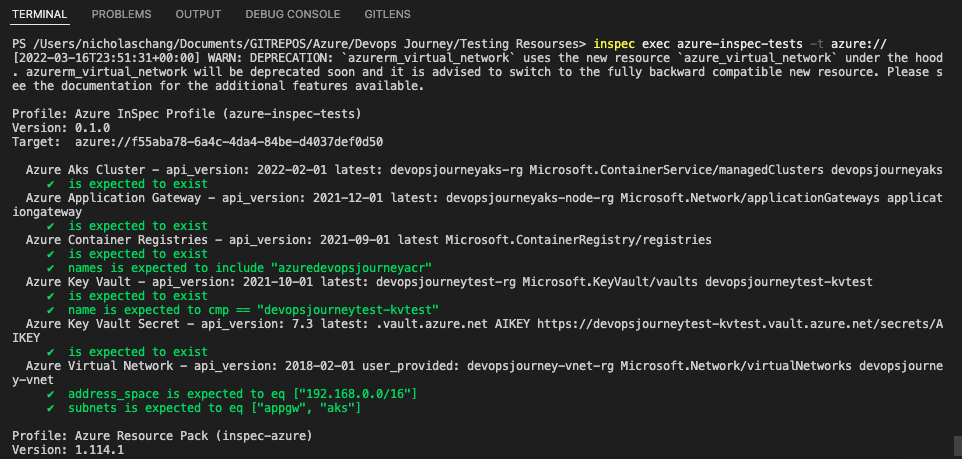 TERMINAL PROBLEMS OUTPUT DEBUG CONSOLE GITLENS
PS /Users/nicholaschang/Documents/GITREPOS/Azure/Devops Journey/Testing Resourses> inspec exec azure-inspec-tests -t azure://
[2022-03-16T23:51:31+00:00] WARN: DEPRECATION: `azurerm_virtual_network` uses the new resource `azure_virtual_network` under the hood
. azurerm_virtual_network will be deprecated soon and it is advised to switch to the fully backward compatible new resource. Please s
ee the documentation for the additional features available.
Profile: Azure InSpec Profile (azure-inspec-tests)
Version: 0.1.0
Target:  azure://f55aba78-6a4c-4da4-84be-d4037def0d50
Azure Aks Cluster - api_version: 2022-02-01 latest: devopsjourneyaks-rg Microsoft.ContainerService/managedClusters devopsjourneyaks
✔  is expected to exist
Azure Application Gateway - api_version: 2021-12-01 latest: devopsjourneyaks-node-rg Microsoft.Network/applicationGateways applicat
iongateway
✔  is expected to exist
Azure Container Registries - api_version: 2021-09-01 latest Microsoft.ContainerRegistry/registries
✔  is expected to exist
✔  names is expected to include "azuredevopsjourneyacr"
Azure Key Vault - api_version: 2021-10-01 latest: devopsjourneytest-rg Microsoft.KeyVault/vaults devopsjourneytest-kvtest
✔  is expected to exist
✔  name is expected to cmp == "devopsjourneytest-kvtest"
Azure Key Vault Secret - api_version: 7.3 latest: .vault.azure.net AIKEY https://devopsjourneytest-kvtest.vault.azure.net/secrets/A
IKEY
✔  is expected to exist
Azure Virtual Network - api_version: 2018-02-01 user_provided: devopsjourney-vnet-rg Microsoft.Network/virtualNetworks devopsjourne
y-vnet
✔  address_space is expected to eq ["192.168.0.0/16"]
✔  subnets is expected to eq ["appgw", "aks"]
Profile: Azure Resource Pack (inspec-azure)
Version: 1.114.1